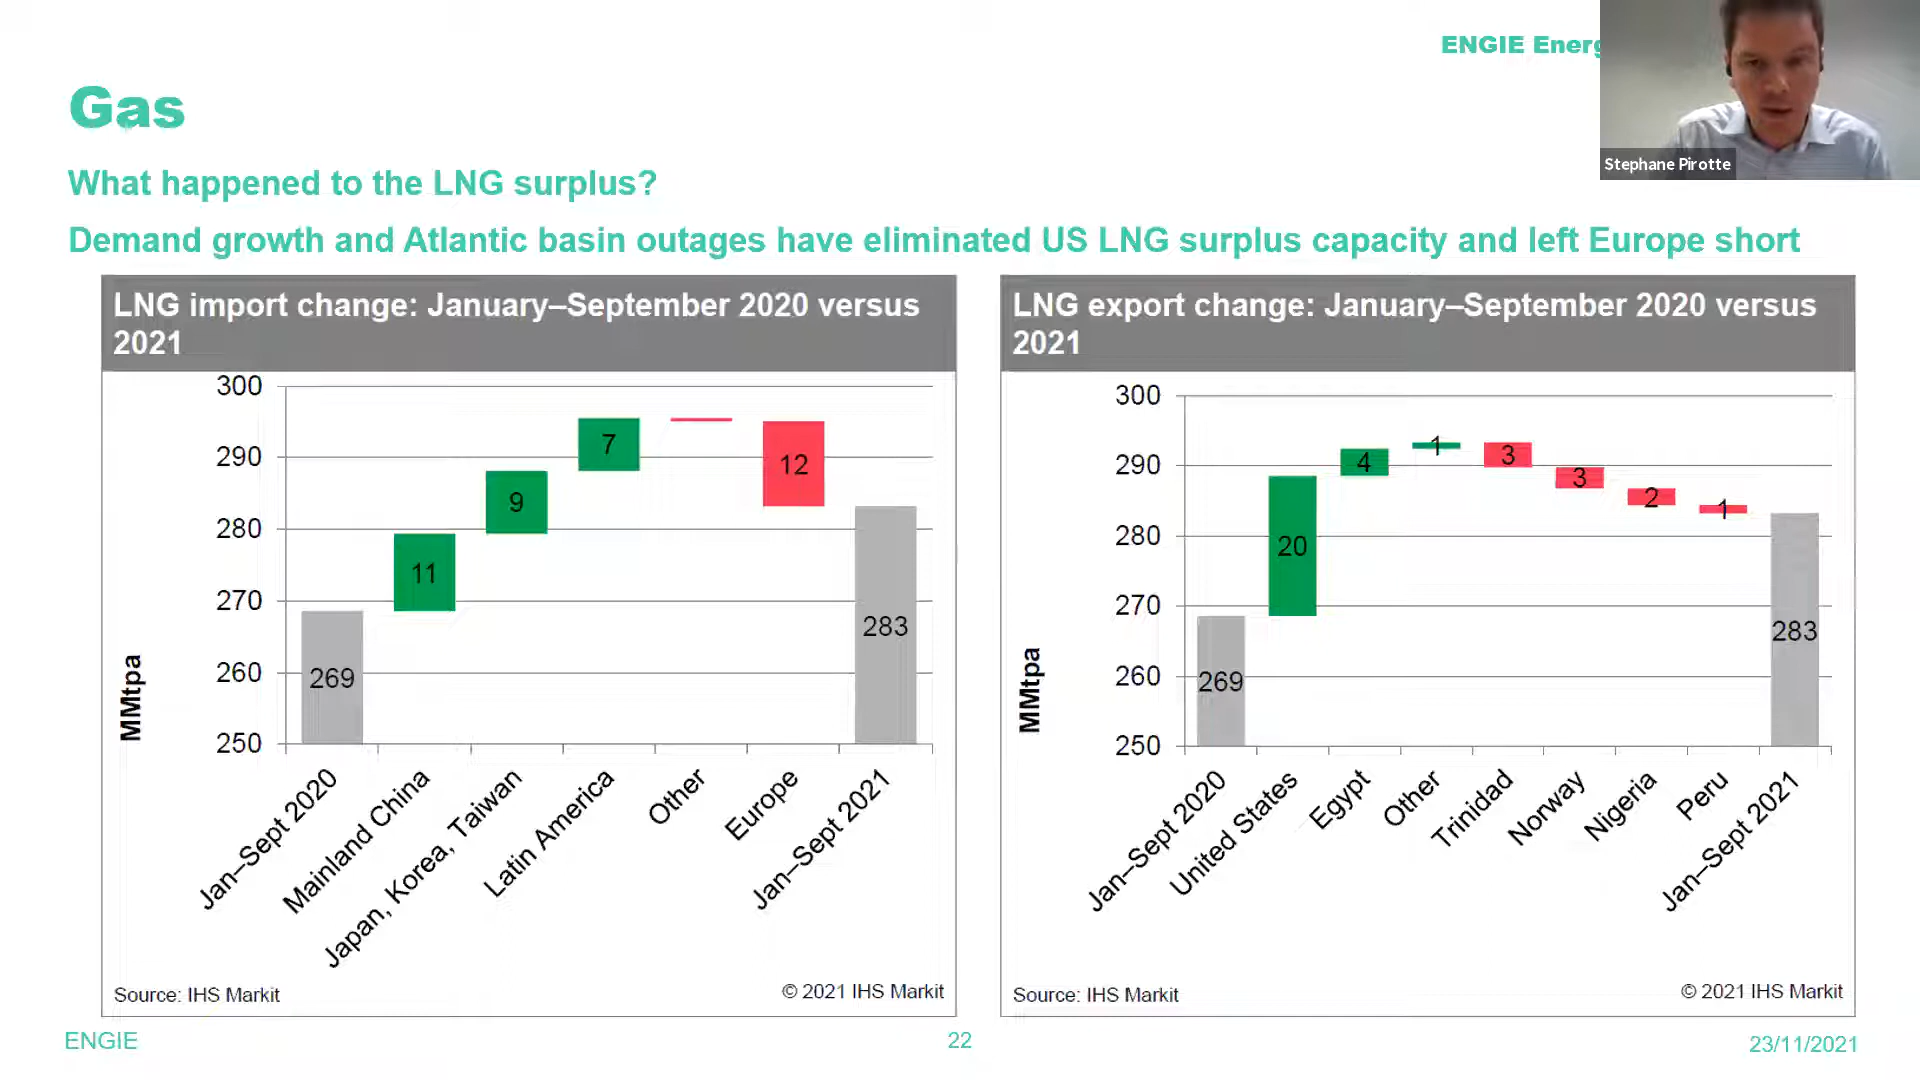 ENGIE Energ
Stephane Pirotte
Gas
What happened to the LNG surplus?
Demand growth and Atlantic basin outages have eliminated US LNG surplus capacity and left Europe short
LNG import change: January–September 2020 versus
2021
300
290
280
270
260
250
MMtpa
269
11
9
7
12
283
Jan–Sept 2020
Mainland China
Japan, Korea, Taiwan
Latin America
Other
Europe
Jan–Sept 2021
Source: IHS Markit
© 2021 IHS Markit
LNG export change: January–September 2020 versus
2021
300
290
280
270
260
250
MMtpa
269
20
4
1
3
3
2
1
283
Jan–Sept 2020
United States
Egypt
Other
Trinidad
Norway
Nigeria
Peru
Jan–Sept 2021
Source: IHS Markit
© 2021 IHS Markit
ENGIE
22
23/11/2021